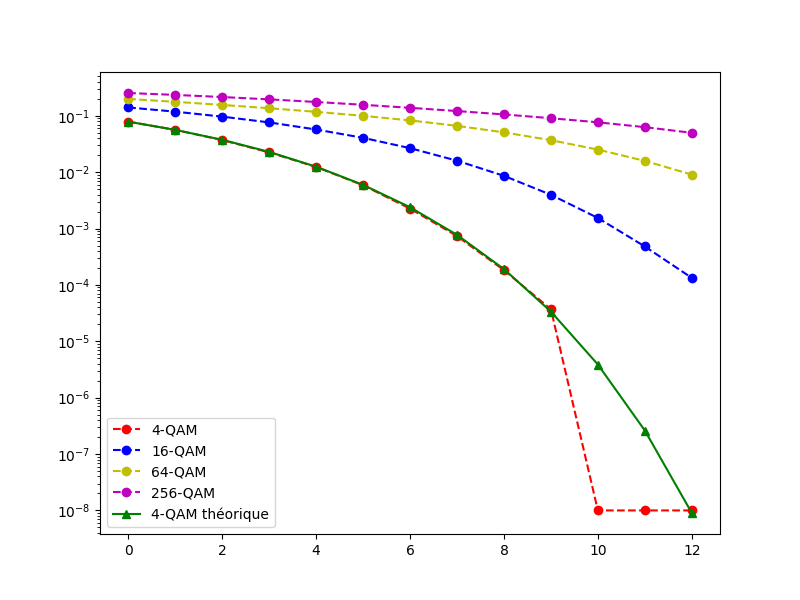 10⁻¹
10⁻²
10⁻³
10⁻⁴
10⁻⁵
10⁻⁶
10⁻⁷
10⁻⁸
4-QAM
16-QAM
64-QAM
256-QAM
4-QAM théorique
0 2 4 6 8 10 12